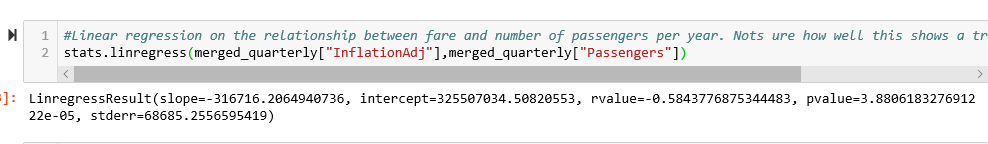 1 #Linear regression on the relationship between fare and number of passengers per year. Nots ure how well this shows a tr
2 stats.linregress(merged_quarterly["InflationAdj"],merged_quarterly["Passengers"])
]: LinregressResult(slope=-316716.2064940736, intercept=325507034.50820553, rvalue=-0.5843776875344483, pvalue=3.8806183276912
22e-05, stderr=68685.2556595419)